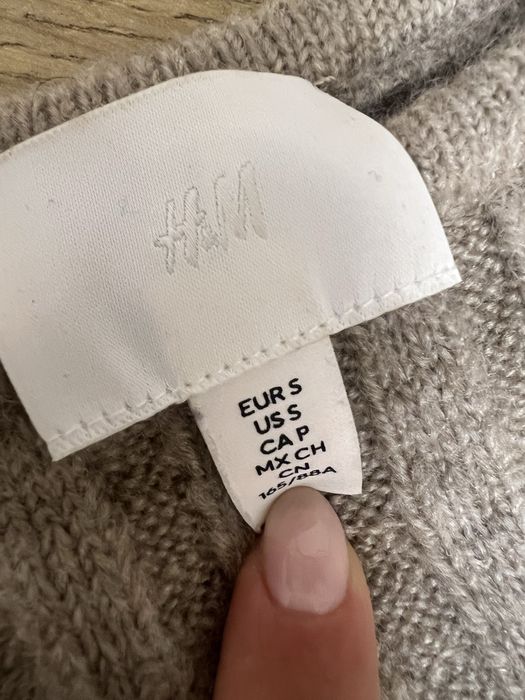 H&M
EUR S
US S
CA P
MX CH
CN
165/88A